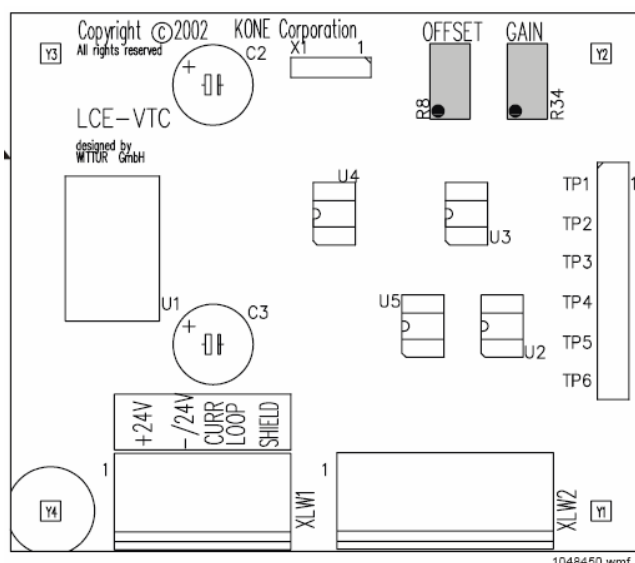 Copyright ©2002 KONE Corporation
All rights reserved
OFFSET GAIN
Y3
C2
X1 1
Y2
R8
R34
LCE-VTC
designed by
WITTUR GmbH
U4
U3
TP1 1
TP2
TP3
TP4
TP5
TP6
U1
C3
U5
U2
+24V
-/24V
CURR
LOOP
SHIELD
1
XLW1
1
XLW2
Y4
Y1
1048450.wmf